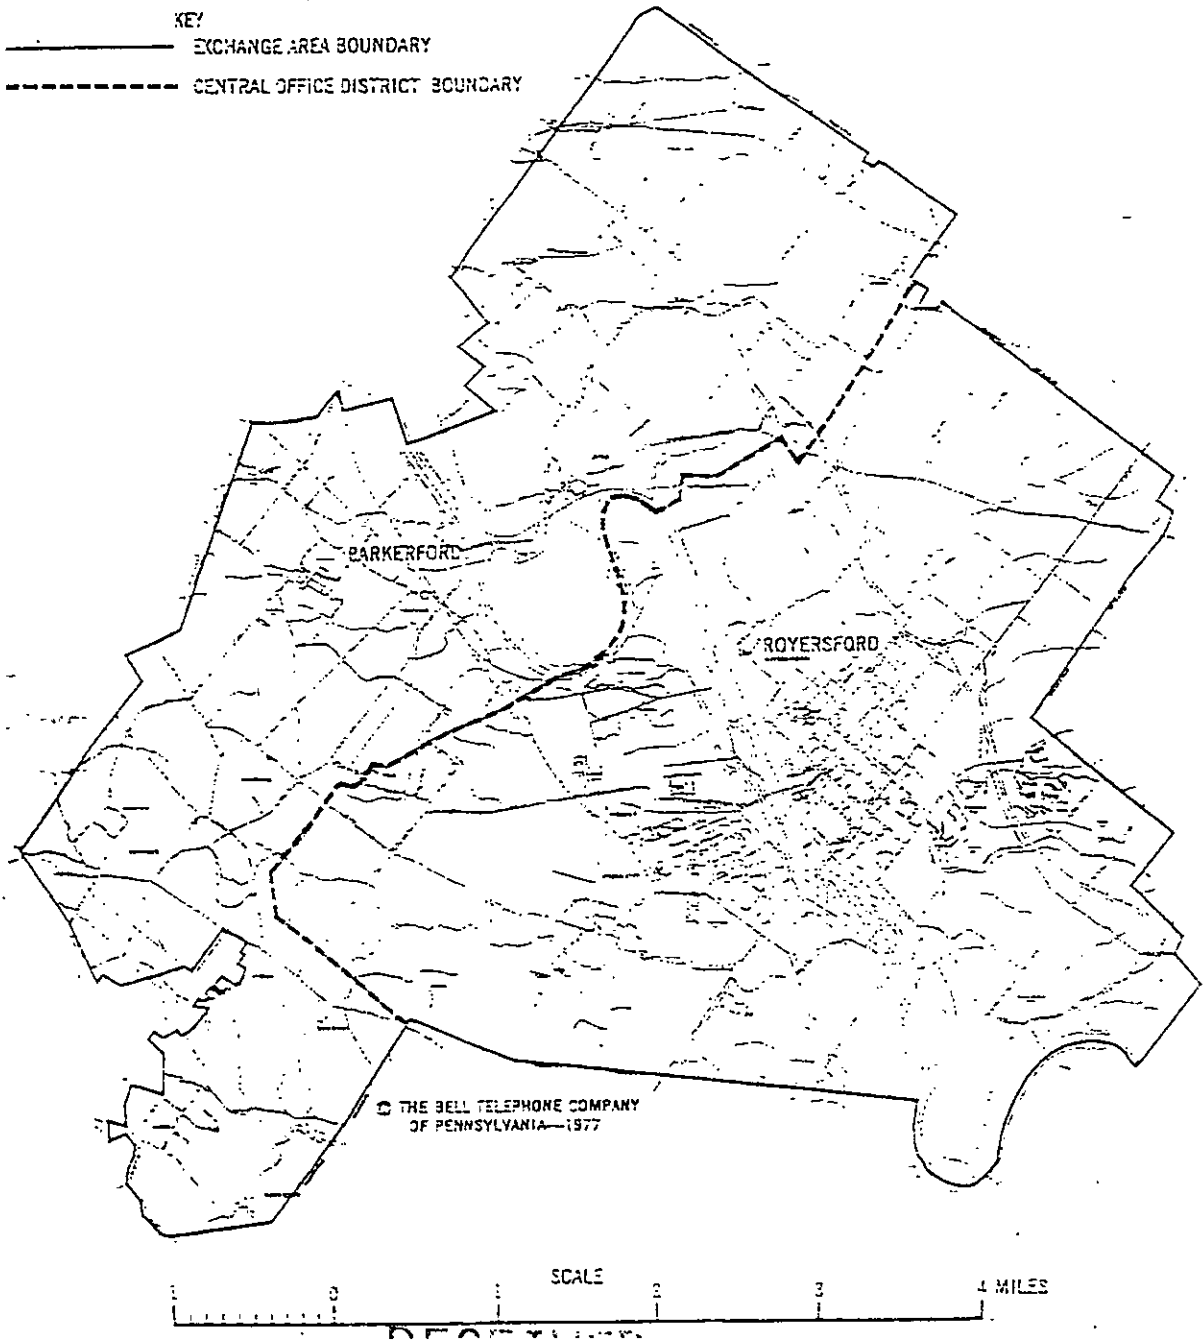 KEY
EXCHANGE AREA BOUNDARY
CENTRAL OFFICE DISTRICT BOUNDARY
PARKERFORD
ROYERSFORD
© THE BELL TELEPHONE COMPANY
OF PENNSYLVANIA—1977
SCALE
1 0 1 2 3 4 MILES